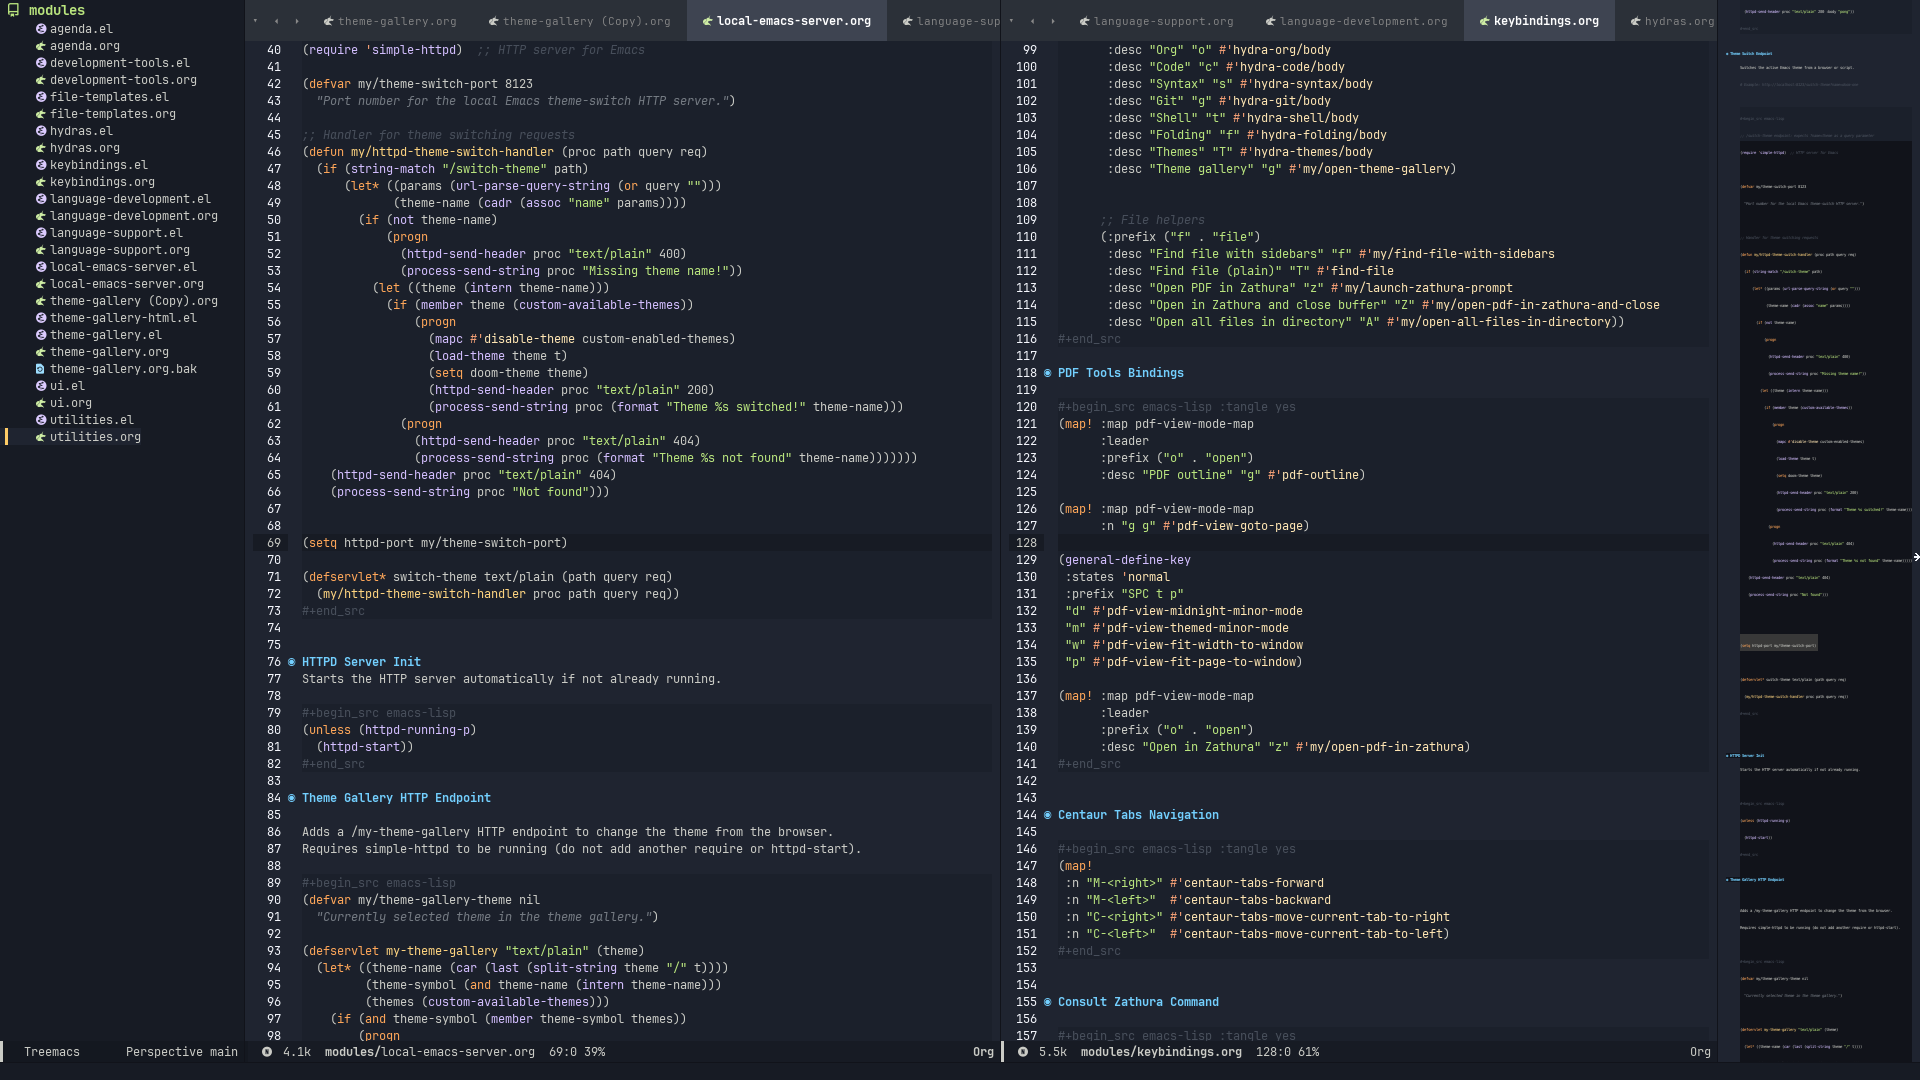 modules
agenda.el
agenda.org
development-tools.el
development-tools.org
file-templates.el
file-templates.org
hydras.el
hydras.org
keybindings.el
keybindings.org
language-development.el
language-development.org
language-support.el
language-support.org
local-emacs-server.el
local-emacs-server.org
theme-gallery (Copy).org
theme-gallery-html.el
theme-gallery.el
theme-gallery.org
theme-gallery.org.bak
ui.el
ui.org
utilities.el
utilities.org
Treemacs Perspective main
theme-gallery.org theme-gallery (Copy).org local-emacs-server.org language-sup
40 (require 'simple-httpd)  ;; HTTP server for Emacs
41
42 (defvar my/theme-switch-port 8123
43   "Port number for the local Emacs theme-switch HTTP server.")
44
45 ;; Handler for theme switching requests
46 (defun my/httpd-theme-switch-handler (proc path query req)
47   (if (string-match "/switch-theme" path)
48       (let* ((params (url-parse-query-string (or query "")))
49              (theme-name (cadr (assoc "name" params))))
50         (if (not theme-name)
51             (progn
52               (httpd-send-header proc "text/plain" 400)
53               (process-send-string proc "Missing theme name!"))
54           (let ((theme (intern theme-name)))
55             (if (member theme (custom-available-themes))
56                 (progn
57                   (mapc #'disable-theme custom-enabled-themes)
58                   (load-theme theme t)
59                   (setq doom-theme theme)
60                   (httpd-send-header proc "text/plain" 200)
61                   (process-send-string proc (format "Theme %s switched!" theme-name)))
62               (progn
63                 (httpd-send-header proc "text/plain" 404)
64                 (process-send-string proc (format "Theme %s not found" theme-name)))))))
65     (httpd-send-header proc "text/plain" 404)
66     (process-send-string proc "Not found")))
67
68
69 (setq httpd-port my/theme-switch-port)
70
71 (defservlet* switch-theme text/plain (path query req)
72   (my/httpd-theme-switch-handler proc path query req))
73 #+end_src
74
75
76 ◉ HTTPD Server Init
77 Starts the HTTP server automatically if not already running.
78
79 #+begin_src emacs-lisp
80 (unless (httpd-running-p)
81   (httpd-start))
82 #+end_src
83
84 ◉ Theme Gallery HTTP Endpoint
85
86 Adds a /my-theme-gallery HTTP endpoint to change the theme from the browser.
87 Requires simple-httpd to be running (do not add another require or httpd-start).
88
89 #+begin_src emacs-lisp
90 (defvar my/theme-gallery-theme nil
91   "Currently selected theme in the theme gallery.")
92
93 (defservlet my-theme-gallery "text/plain" (theme)
94   (let* ((theme-name (car (last (split-string theme "/" t))))
95          (theme-symbol (and theme-name (intern theme-name)))
96          (themes (custom-available-themes)))
97     (if (and theme-symbol (member theme-symbol themes))
98         (progn
4.1k modules/local-emacs-server.org 69:0 39% Org
language-support.org language-development.org keybindings.org hydras.org
99        :desc "Org" "o" #'hydra-org/body
100       :desc "Code" "c" #'hydra-code/body
101       :desc "Syntax" "s" #'hydra-syntax/body
102       :desc "Git" "g" #'hydra-git/body
103       :desc "Shell" "t" #'hydra-shell/body
104       :desc "Folding" "f" #'hydra-folding/body
105       :desc "Themes" "T" #'hydra-themes/body
106       :desc "Theme gallery" "g" #'my/open-theme-gallery)
107
108
109      ;; File helpers
110      (:prefix ("f" . "file")
111       :desc "Find file with sidebars" "f" #'my/find-file-with-sidebars
112       :desc "Find file (plain)" "T" #'find-file
113       :desc "Open PDF in Zathura" "z" #'my/launch-zathura-prompt
114       :desc "Open in Zathura and close buffer" "Z" #'my/open-pdf-in-zathura-and-close
115       :desc "Open all files in directory" "A" #'my/open-all-files-in-directory))
116 #+end_src
117
118 ◉ PDF Tools Bindings
119
120 #+begin_src emacs-lisp :tangle yes
121 (map! :map pdf-view-mode-map
122       :leader
123       :prefix ("o" . "open")
124       :desc "PDF outline" "g" #'pdf-outline)
125
126 (map! :map pdf-view-mode-map
127       :n "g g" #'pdf-view-goto-page)
128
129 (general-define-key
130  :states 'normal
131  :prefix "SPC t p"
132  "d" #'pdf-view-midnight-minor-mode
133  "m" #'pdf-view-themed-minor-mode
134  "w" #'pdf-view-fit-width-to-window
135  "p" #'pdf-view-fit-page-to-window)
136
137 (map! :map pdf-view-mode-map
138       :leader
139       :prefix ("o" . "open")
140       :desc "Open in Zathura" "z" #'my/open-pdf-in-zathura)
141 #+end_src
142
143
144 ◉ Centaur Tabs Navigation
145
146 #+begin_src emacs-lisp :tangle yes
147 (map!
148  :n "M-<right>" #'centaur-tabs-forward
149  :n "M-<left>"  #'centaur-tabs-backward
150  :n "C-<right>" #'centaur-tabs-move-current-tab-to-right
151  :n "C-<left>"  #'centaur-tabs-move-current-tab-to-left)
152 #+end_src
153
154
155 ◉ Consult Zathura Command
156
157 #+begin_src emacs-lisp :tangle yes
5.5k modules/keybindings.org 128:0 61% Org